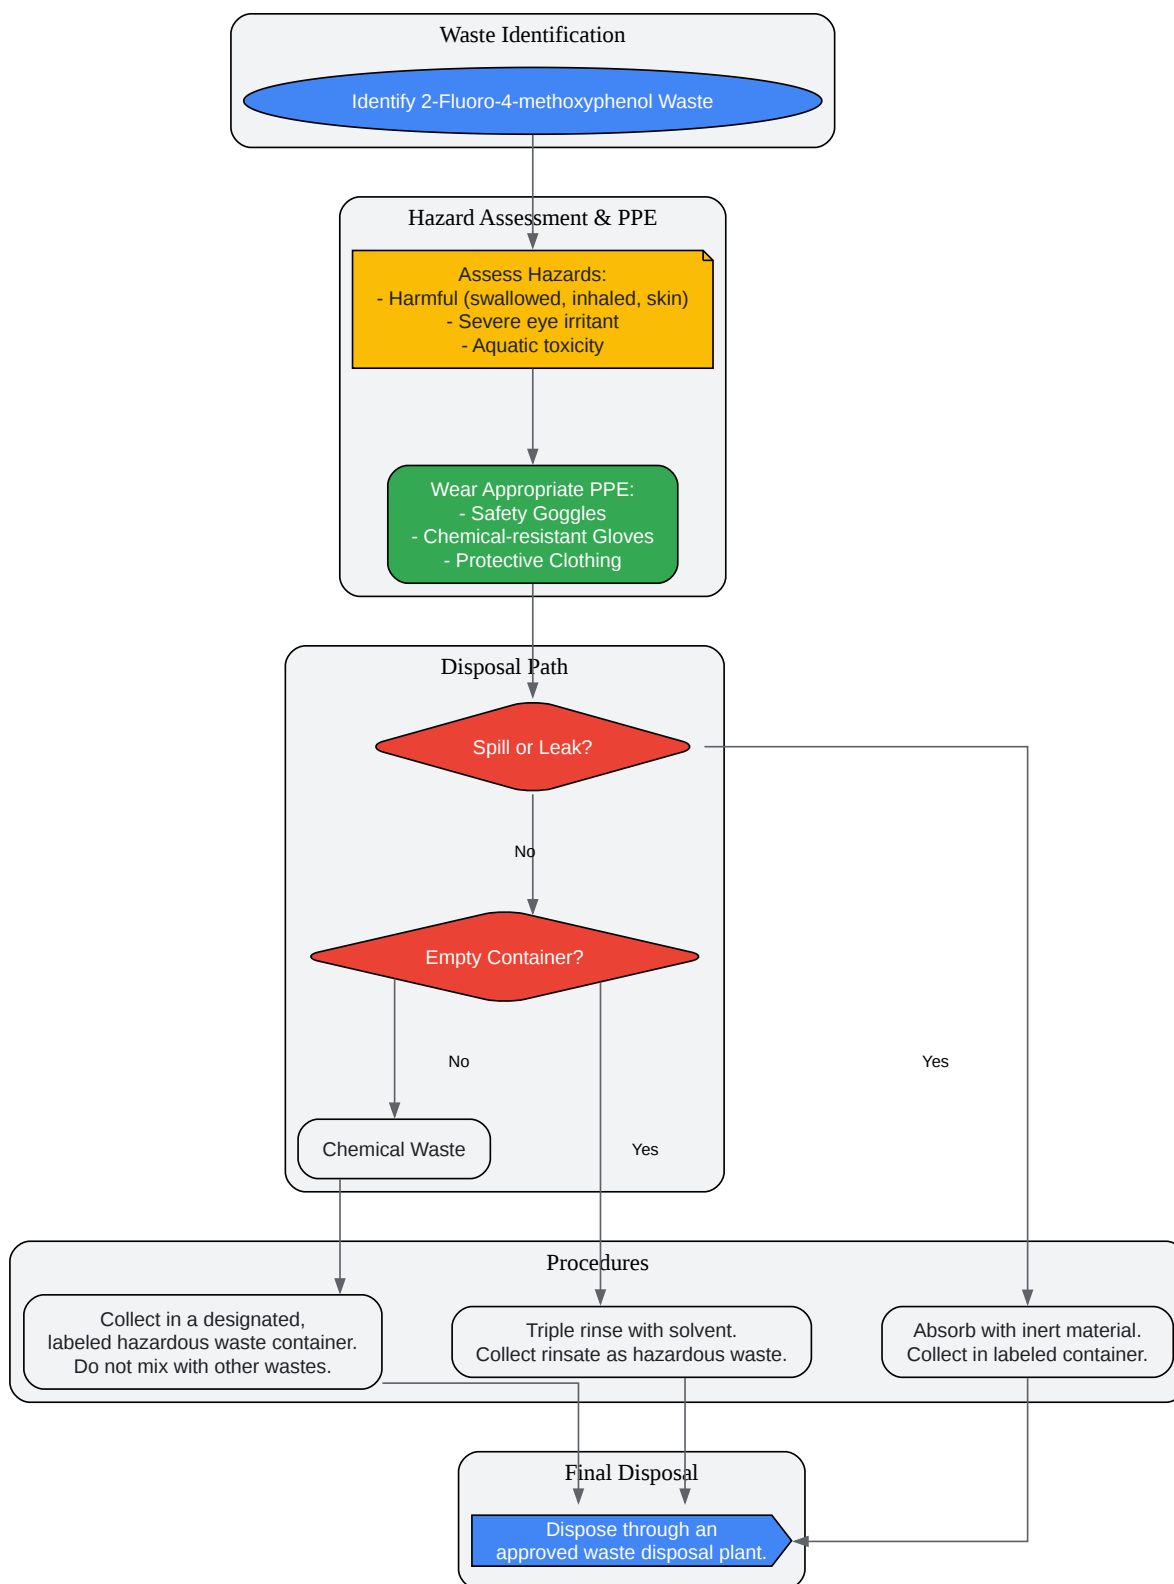 Waste Identification
Identify 2-Fluoro-4-methoxyphenol Waste
Hazard Assessment & PPE
Assess Hazards:
- Harmful (swallowed, inhaled, skin)
- Severe eye irritant
- Aquatic toxicity
Wear Appropriate PPE:
- Safety Goggles
- Chemical-resistant Gloves
- Protective Clothing
Disposal Path
Spill or Leak?
No
Empty Container?
No
Yes
Chemical Waste
Yes
Procedures
Collect in a designated,
labeled hazardous waste container.
Do not mix with other wastes.
Triple rinse with solvent.
Collect rinsate as hazardous waste.
Absorb with inert material.
Collect in labeled container.
Final Disposal
Dispose through an
approved waste disposal plant.